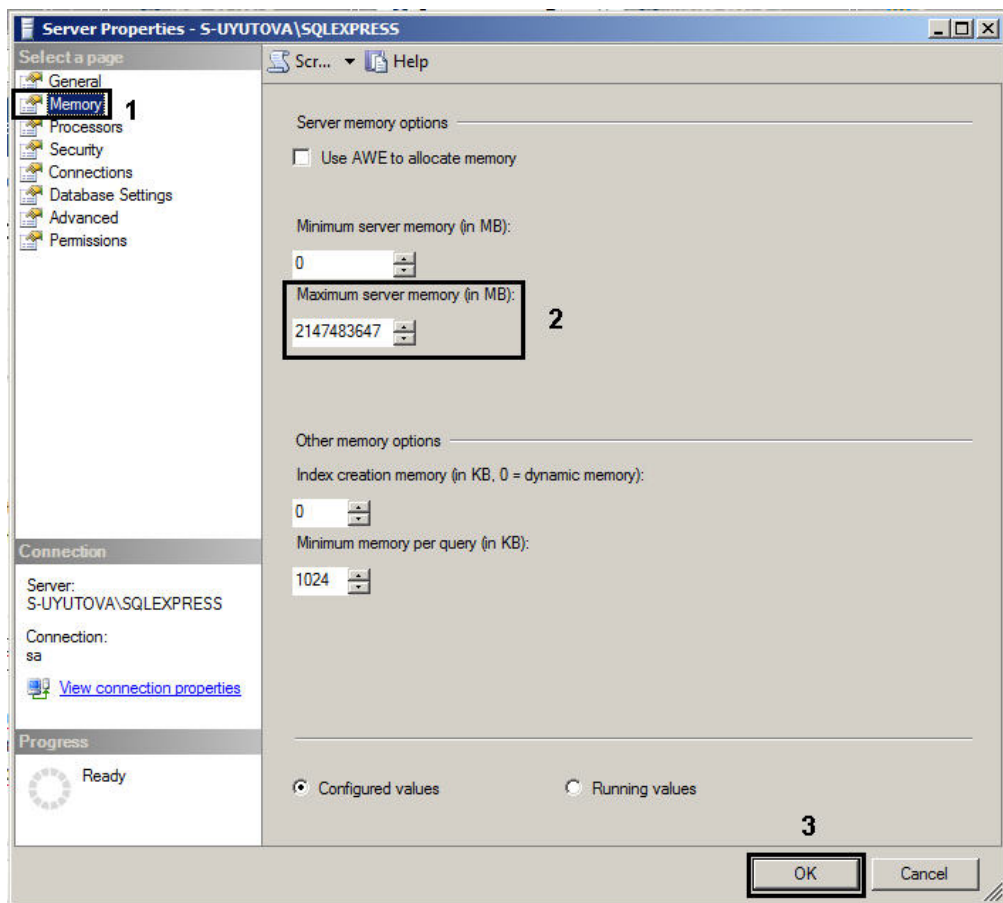 Server Properties - S-UYUTOVA\SQLEXPRESS
Select a page
General
Memory
1
Processors
Security
Connections
Database Settings
Advanced
Permissions
Scr...
Help
Server memory options
Use AWE to allocate memory
Minimum server memory (in MB):
0
Maximum server memory (in MB):
2147483647
2
Other memory options
Index creation memory (in KB, 0 = dynamic memory):
0
Minimum memory per query (in KB):
1024
Connection
Server:
S-UYUTOVA\SQLEXPRESS
Connection:
sa
View connection properties
Progress
Ready
Configured values
Running values
3
OK
Cancel